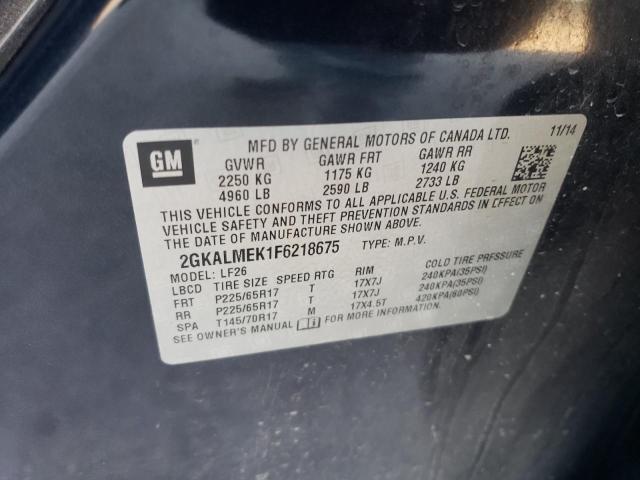 MFD BY GENERAL MOTORS OF CANADA LTD. 11/14
GM
GVWR GAWR FRT GAWR RR
2250 KG 1175 KG 1240 KG
4960 LB 2590 LB 2733 LB
THIS VEHICLE CONFORMS TO ALL APPLICABLE U.S. FEDERAL MOTOR
VEHICLE SAFETY AND THEFT PREVENTION STANDARDS IN EFFECT ON
THE DATE OF MANUFACTURE SHOWN ABOVE.
2GKALMEK1F6218675 TYPE: M.P.V.
MODEL: LF26
LBCD TIRE SIZE SPEED RTG RIM COLD TIRE PRESSURE
FRT P225/65R17 T 17X7J 240KPA(35PSI)
RR P225/65R17 T 17X7J 240KPA(35PSI)
SPA T145/70R17 M 17X4.5T 420KPA(60PSI)
SEE OWNER'S MANUAL FOR MORE INFORMATION.